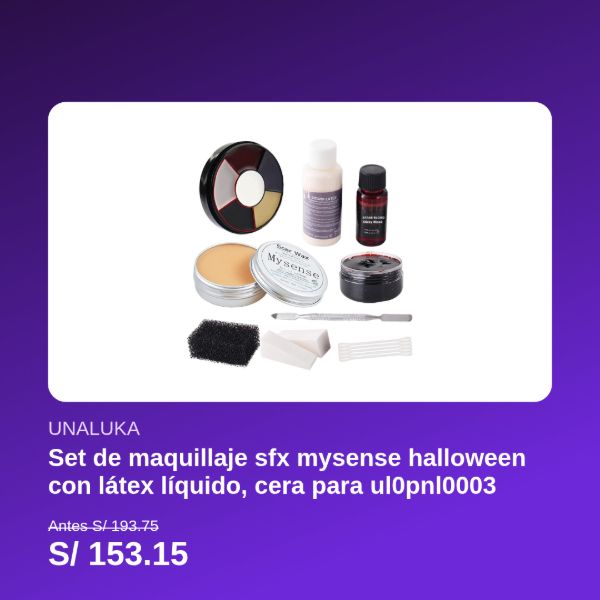 Scar Wax
Mysense
UNALUKA
Set de maquillaje sfx mysense halloween
con látex líquido, cera para ul0pnl0003
Antes S/ 193.75
S/ 153.15